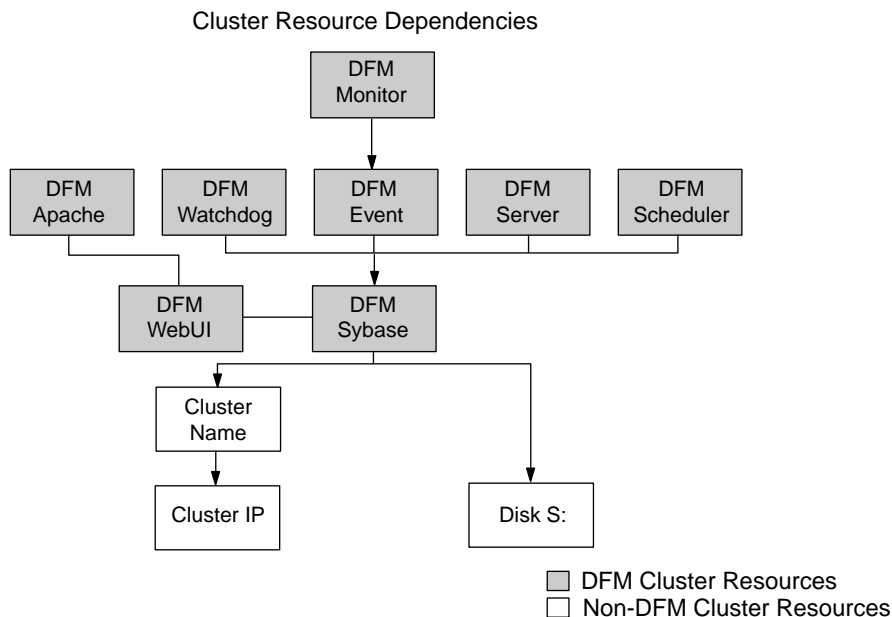 Cluster Resource Dependencies
DFM
Monitor
DFM
Apache
DFM
Watchdog
DFM
Event
DFM
Server
DFM
Scheduler
DFM
WebUI
DFM
Sybase
Cluster
Name
Cluster IP
Disk S:
DFM Cluster Resources
Non-DFM Cluster Resources